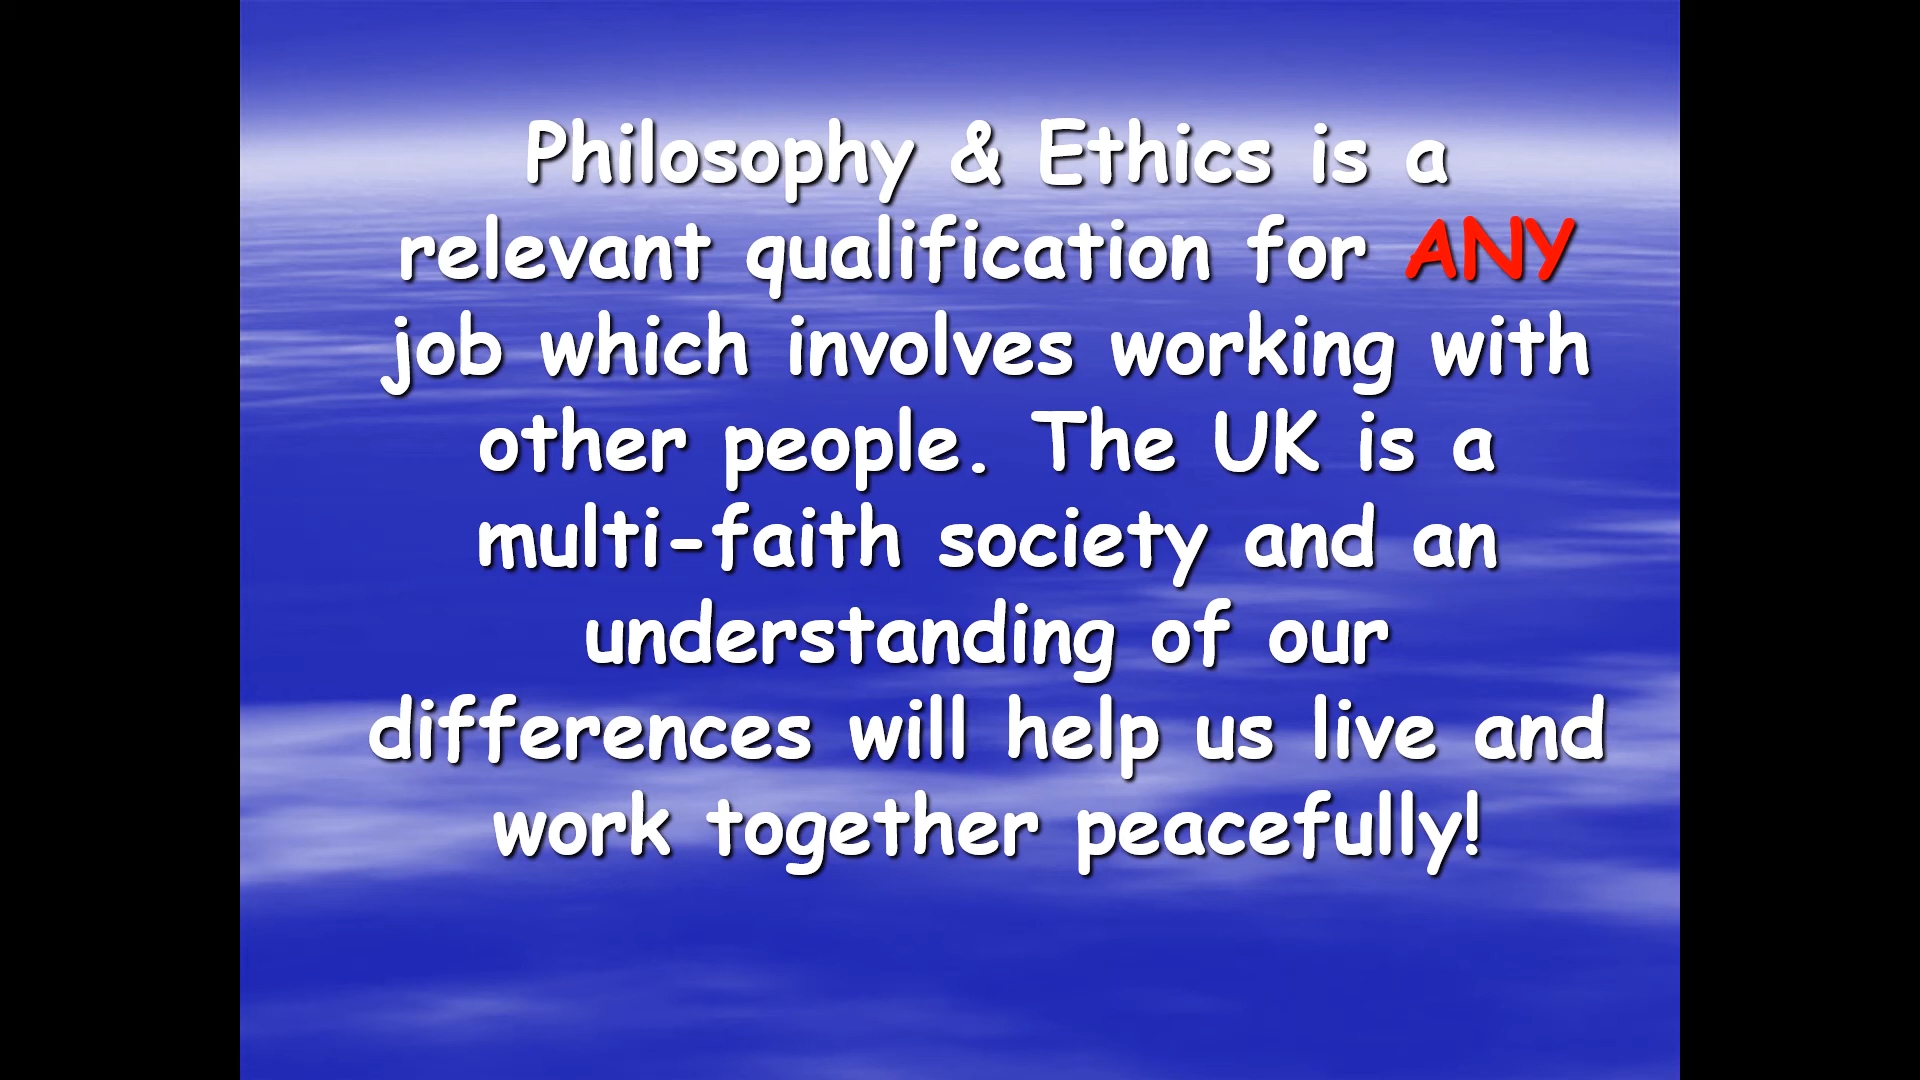 Philosophy & Ethics is a
relevant qualification for ANY
job which involves working with
other people. The UK is a
multi-faith society and an
understanding of our
differences will help us live and
work together peacefully!